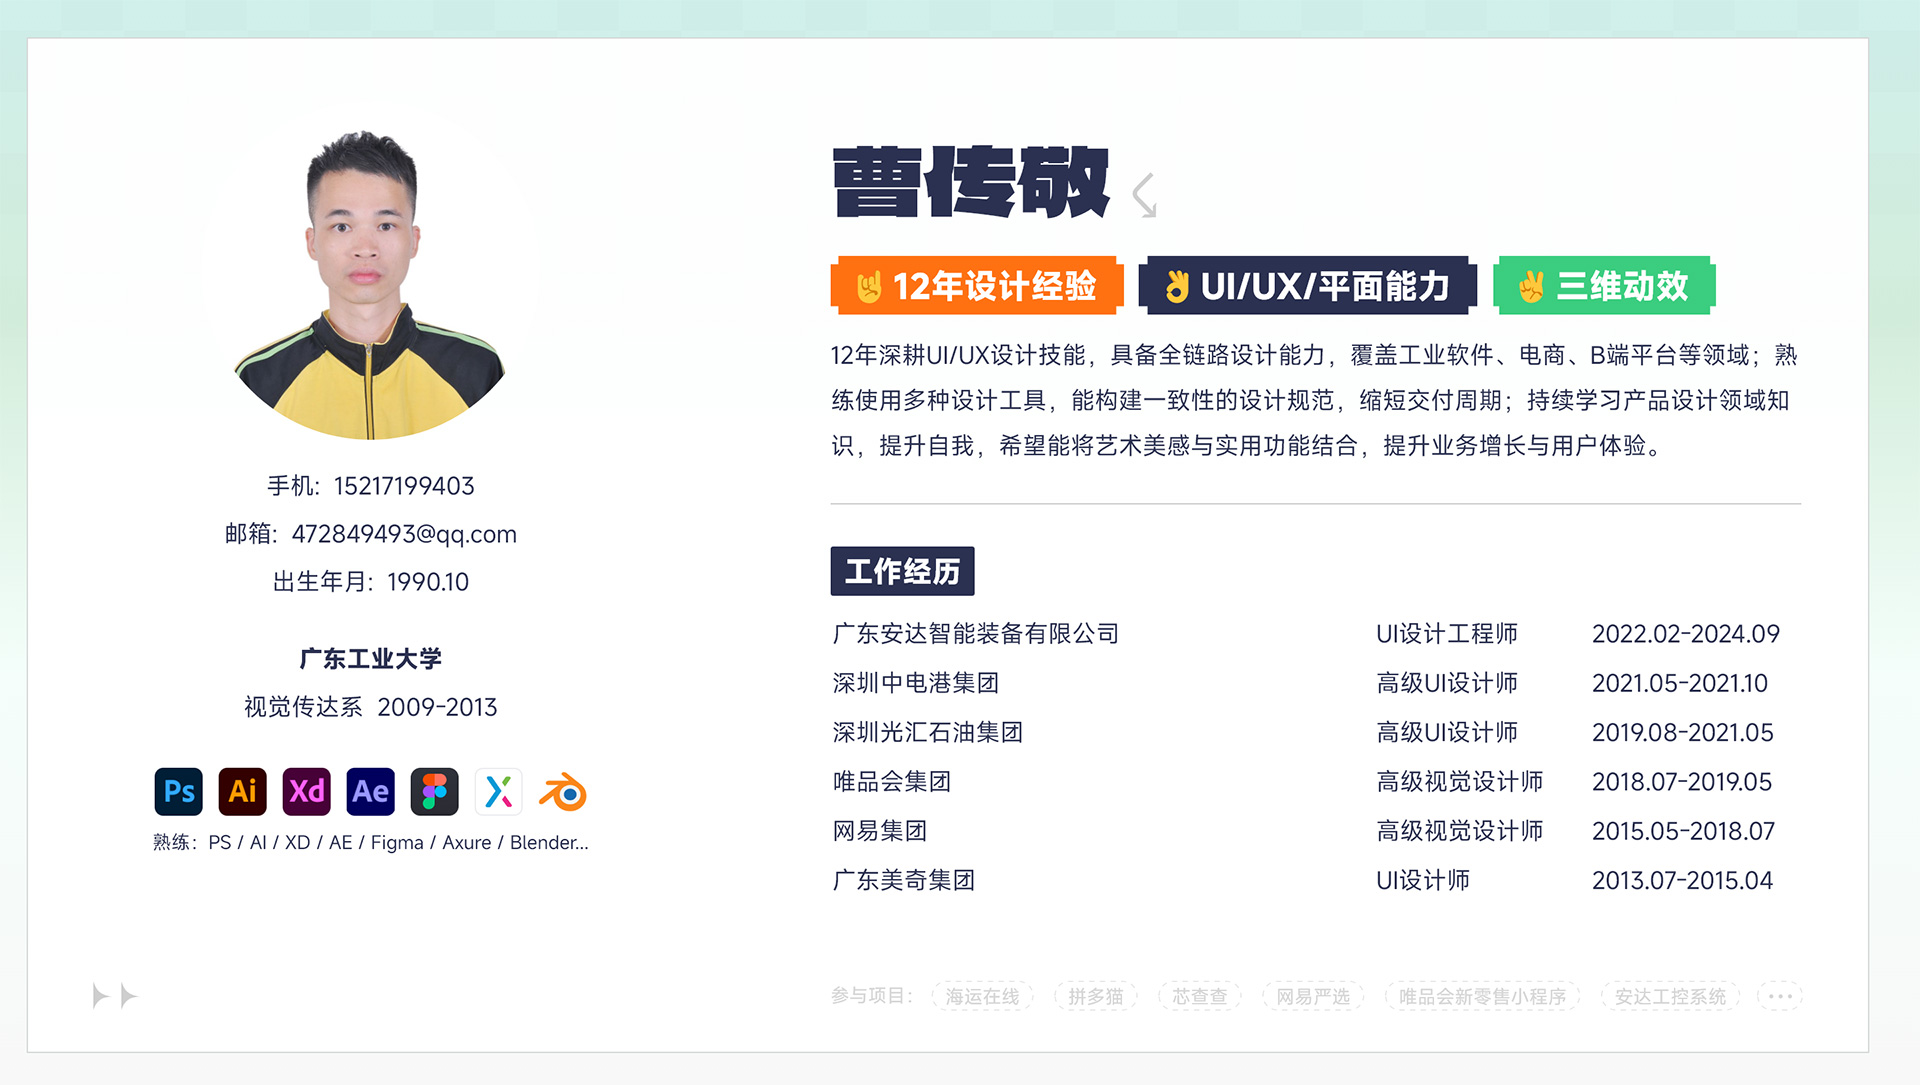 手机: 15217199403
邮箱: 472849493@qq.com
出生年月: 1990.10
广东工业大学
视觉传达系 2009-2013
Ps Ai Xd Ae
熟练: PS / AI / XD / AE / Figma / Axure / Blender...
曹传敬
12年设计经验 UI/UX/平面能力 三维动效
12年深耕UI/UX设计技能，具备全链路设计能力，覆盖工业软件、电商、B端平台等领域；熟
练使用多种设计工具，能构建一致性的设计规范，缩短交付周期；持续学习产品设计领域知
识，提升自我，希望能将艺术美感与实用功能结合，提升业务增长与用户体验。
工作经历
广东安达智能装备有限公司 UI设计工程师 2022.02-2024.09
深圳中电港集团 高级UI设计师 2021.05-2021.10
深圳光汇石油集团 高级UI设计师 2019.08-2021.05
唯品会集团 高级视觉设计师 2018.07-2019.05
网易集团 高级视觉设计师 2015.05-2018.07
广东美奇集团 UI设计师 2013.07-2015.04
参与项目: 海运在线 拼多猫 芯查查 网易严选 唯品会新零售小程序 安达工控系统 ...